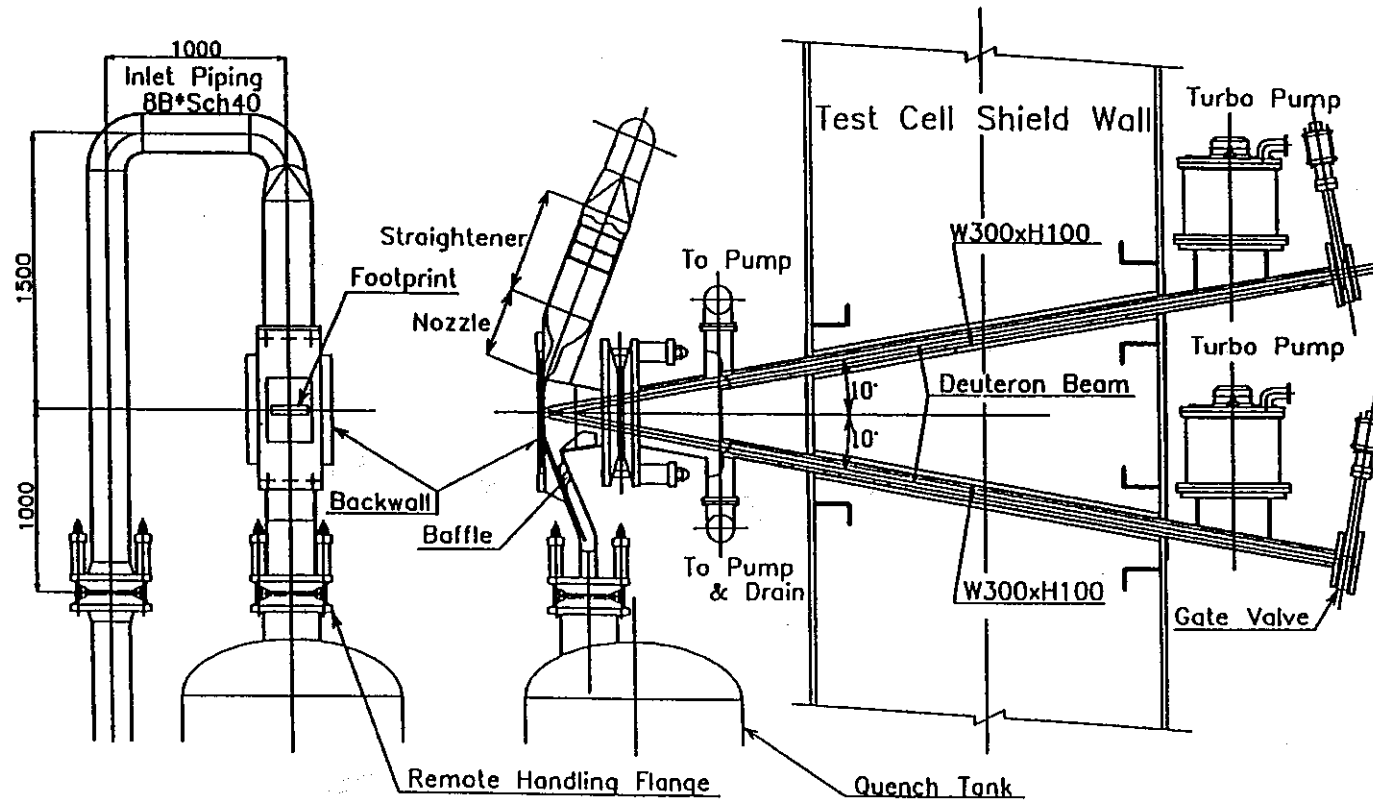 1000
Inlet Piping
8B*Sch40
1500
1000
Straightener
Footprint
Nozzle
Backwall
Baffle
To Pump
To Pump
& Drain
Test Cell Shield Wall
Turbo Pump
W300xH100
Turbo Pump
Deuteron Beam
10°
10°
W300xH100
Gate Valve
Remote Handling Flange
Quench Tank